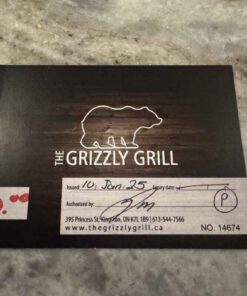 THE GRIZZLY GRILL
Issued: 10. Jan. 25 Expiry date:
Authorized by:
P
395 Princess St, Kingston, ON K7L 1B9 | 613-544-7566
www.thegrizzlygrill.ca NO. 14674